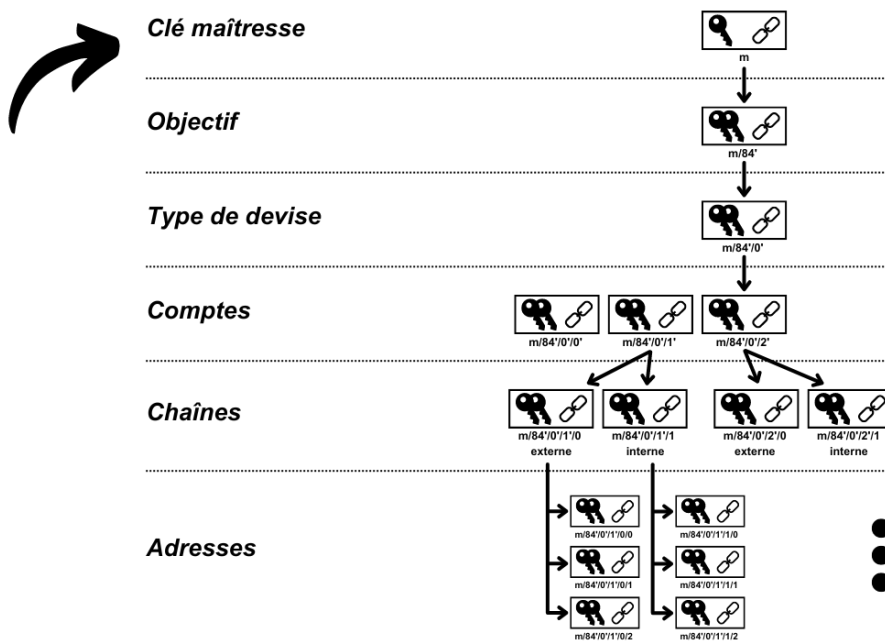 Clé maîtresse
m
Objectif
m/84'
Type de devise
m/84'/0'
Comptes
m/84'/0'/0' m/84'/0'/1' m/84'/0'/2'
Chaînes
m/84'/0'/1'/0 m/84'/0'/1'/1 m/84'/0'/2'/0 m/84'/0'/2'/1
externe interne externe interne
Adresses
m/84'/0'/1'/0/0 m/84'/0'/1'/1/0
m/84'/0'/1'/0/1 m/84'/0'/1'/1/1
m/84'/0'/1'/0/2 m/84'/0'/1'/1/2